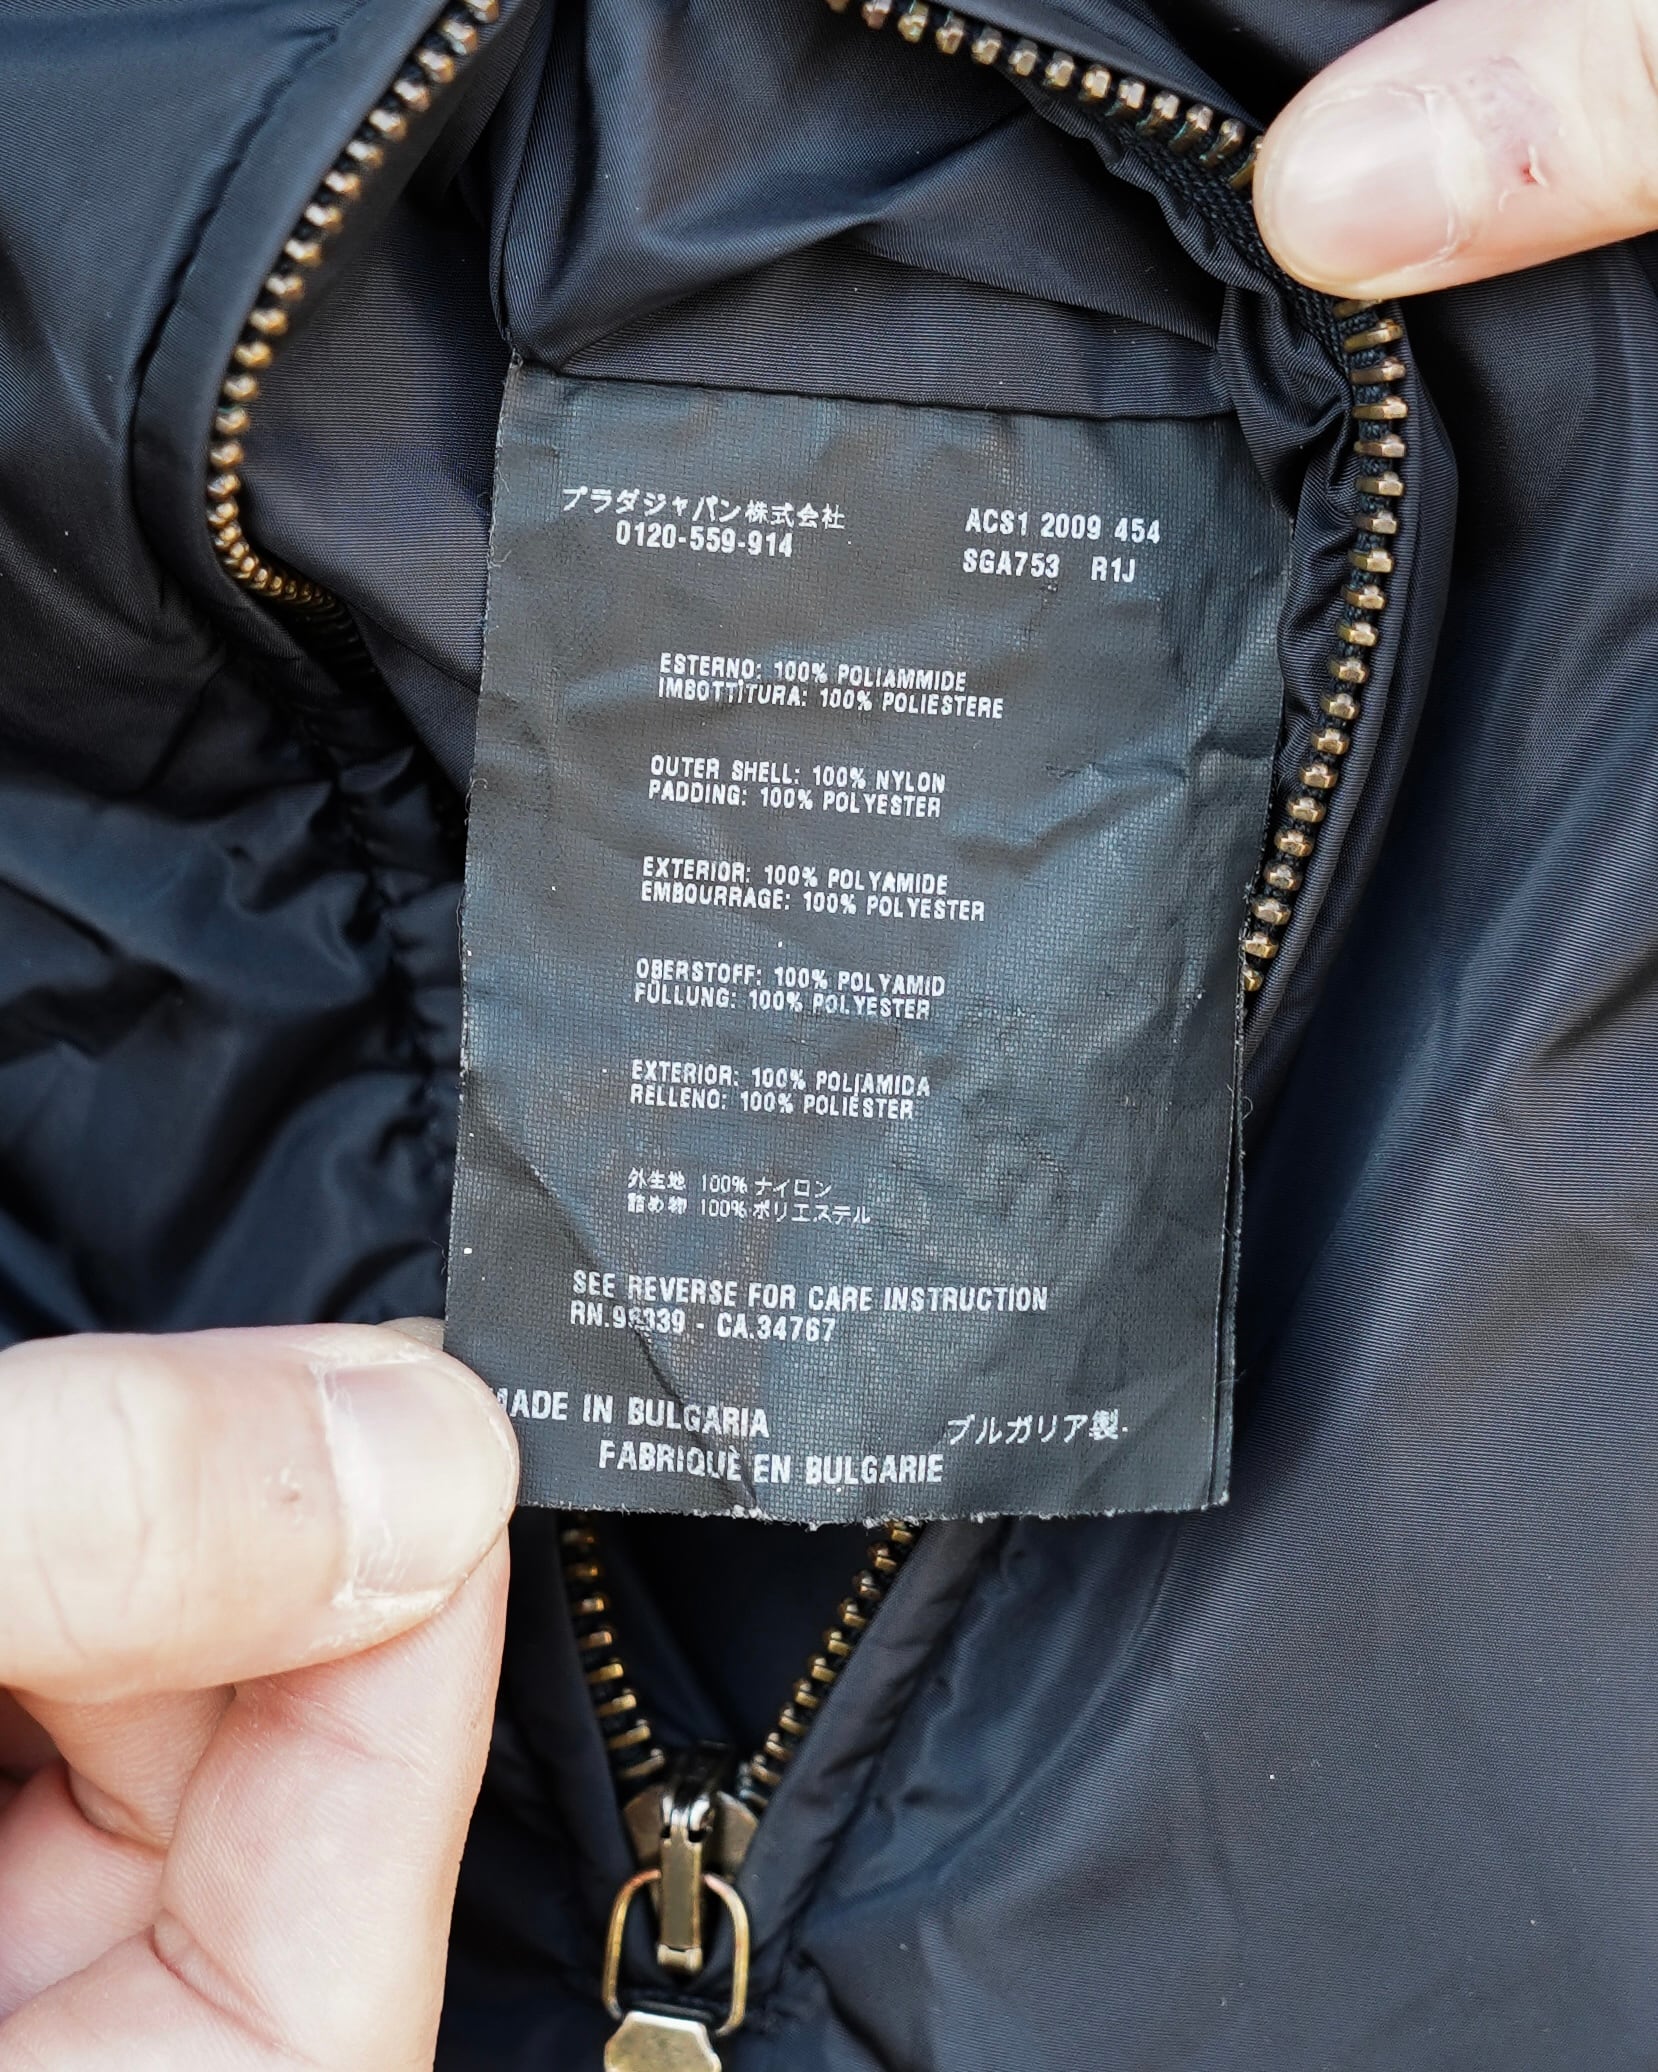 プラダジャパン株式会社
0120-559-914
ACS1 2009 454
SGA753 R1J
ESTERNO: 100% POLIAMMIDE
IMBOTTITURA: 100% POLIESTERE
OUTER SHELL: 100% NYLON
PADDING: 100% POLYESTER
EXTERIOR: 100% POLYAMIDE
EMBOURRAGE: 100% POLYESTER
OBERSTOFF: 100% POLYAMID
FÜLLUNG: 100% POLYESTER
EXTERIOR: 100% POLIAMIDA
RELLENO: 100% POLIÉSTER
外生地 100% ナイロン
詰め物 100% ポリエステル
SEE REVERSE FOR CARE INSTRUCTION
- CA.34767
MADE IN BULGARIA
ブルガリア製.
FABRIQUÈ EN BULGARIE